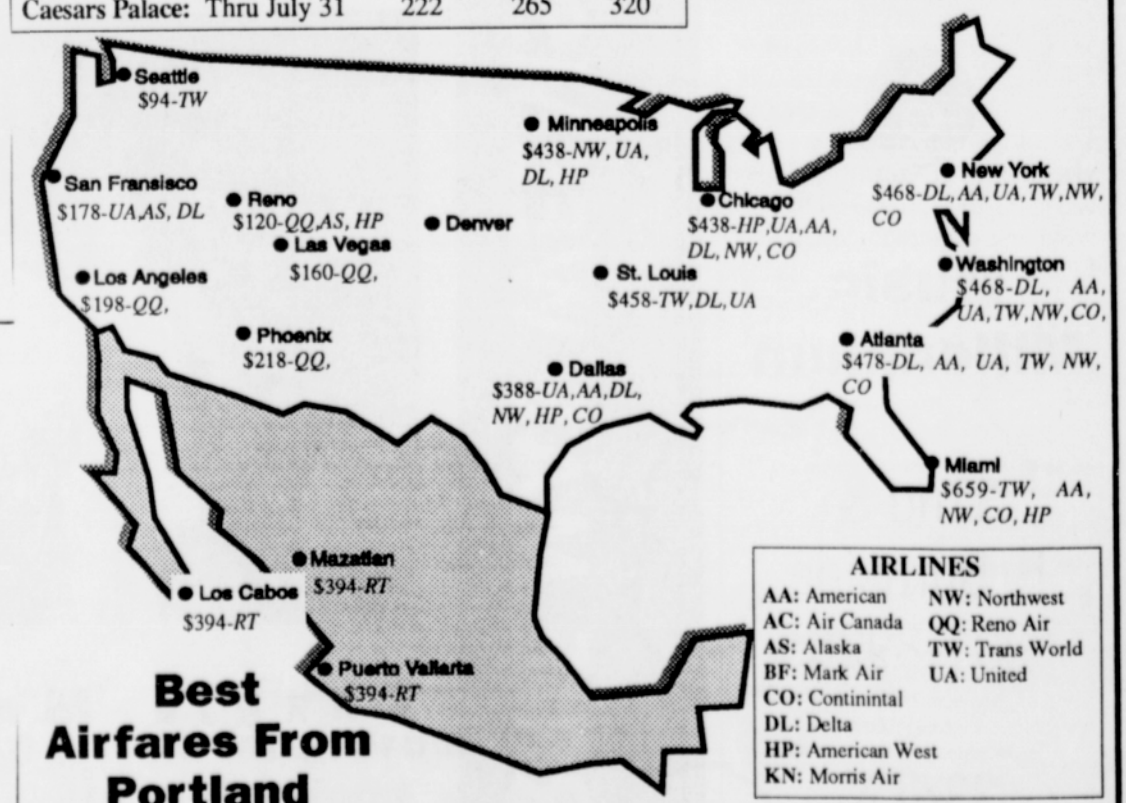 Caesars Palace: Thru July 31 222 265 320
Seattle
$94-TW
Minneapolis
$438-NW, UA,
DL, HP
San Fransisco
$178-UA,AS, DL
Reno
$120-QQ,AS, HP
Denver
Las Vegas
$160-QQ,
Chicago
$438-HP,UA,AA,
DL, NW, CO
New York
$468-DL, AA, UA, TW, NW,
CO
Los Angeles
$198-QQ,
St. Louis
$458-TW,DL,UA
Washington
$468-DL, AA,
UA, TW, NW, CO,
Phoenix
$218-QQ,
Dallas
$388-UA,AA,DL,
NW, HP, CO
Atlanta
$478-DL, AA, UA, TW, NW,
CO
Miami
$659-TW, AA,
NW, CO, HP
Mazatlan
$394-RT
Los Cabos
$394-RT
Puerto Vallarta
$394-RT
Best
Airfares From
Portland
AIRLINES
AA: American
AC: Air Canada
AS: Alaska
BF: Mark Air
CO: Continintal
DL: Delta
HP: American West
KN: Morris Air
NW: Northwest
QQ: Reno Air
TW: Trans World
UA: United